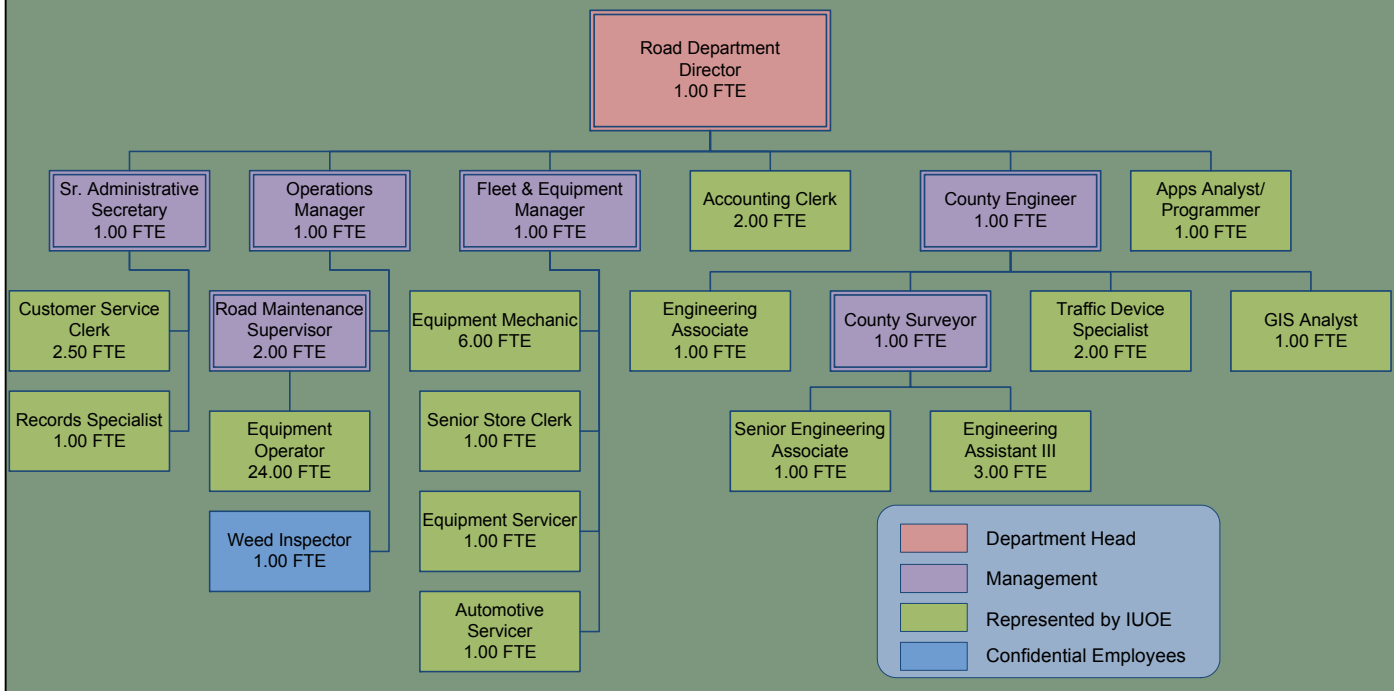 Road Department
Director
1.00 FTE
Sr. Administrative
Secretary
1.00 FTE
Operations
Manager
1.00 FTE
Fleet & Equipment
Manager
1.00 FTE
Accounting Clerk
2.00 FTE
County Engineer
1.00 FTE
Apps Analyst/
Programmer
1.00 FTE
Customer Service
Clerk
2.50 FTE
Road Maintenance
Supervisor
2.00 FTE
Equipment Mechanic
6.00 FTE
Engineering
Associate
1.00 FTE
County Surveyor
1.00 FTE
Traffic Device
Specialist
2.00 FTE
GIS Analyst
1.00 FTE
Records Specialist
1.00 FTE
Equipment
Operator
24.00 FTE
Senior Store Clerk
1.00 FTE
Senior Engineering
Associate
1.00 FTE
Engineering
Assistant III
3.00 FTE
Weed Inspector
1.00 FTE
Equipment Servicer
1.00 FTE
Automotive
Servicer
1.00 FTE
Department Head
Management
Represented by IUOE
Confidential Employees